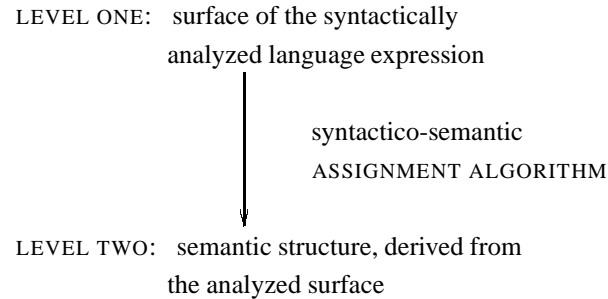 LEVEL ONE: surface of the syntactically
analyzed language expression
syntactico-semantic
ASSIGNMENT ALGORITHM
LEVEL TWO: semantic structure, derived from
the analyzed surface